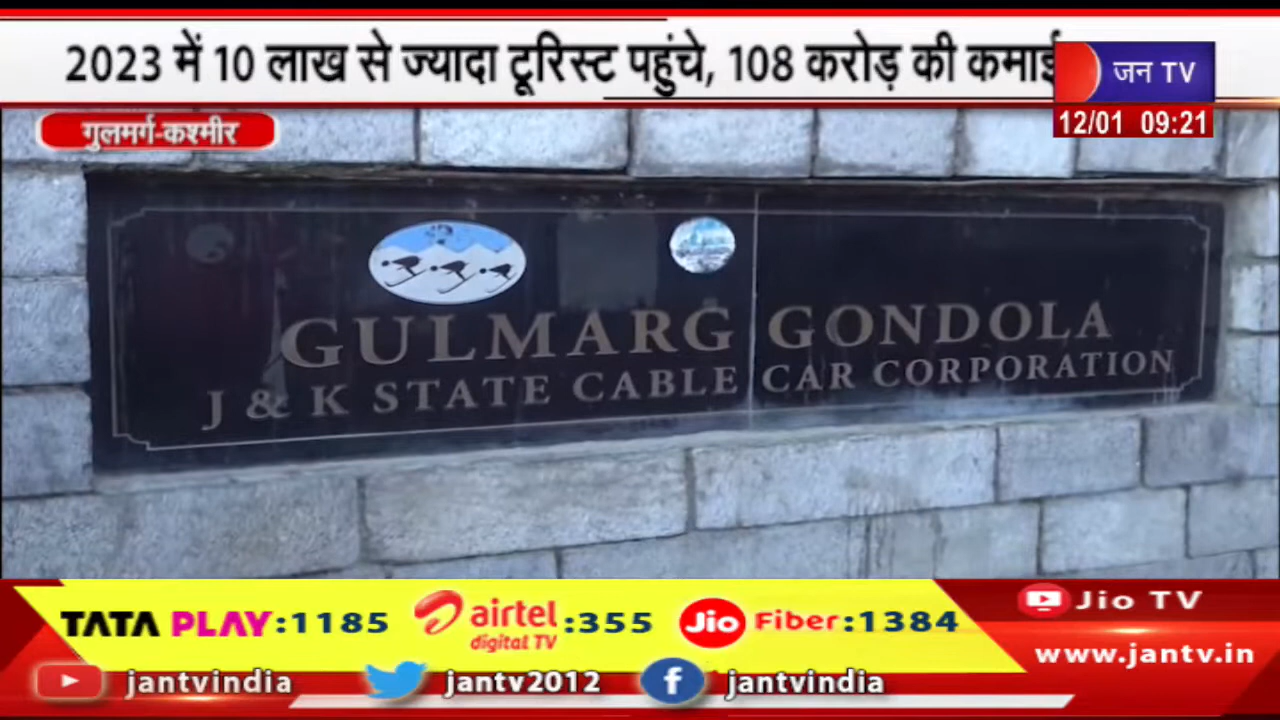 2023 में 10 लाख से ज्यादा टूरिस्ट पहुंचे, 108 करोड़ की कमाई
जन TV
12/01 09:21
गुलमर्ग-कश्मीर
GULMARG GONDOLA
J & K STATE CABLE CAR CORPORATION
TATA PLAY:1185
airtel digital TV:355
Jio Fiber:1384
Jio TV
www.jantv.in
jantvindia
jantv2012
jantvindia